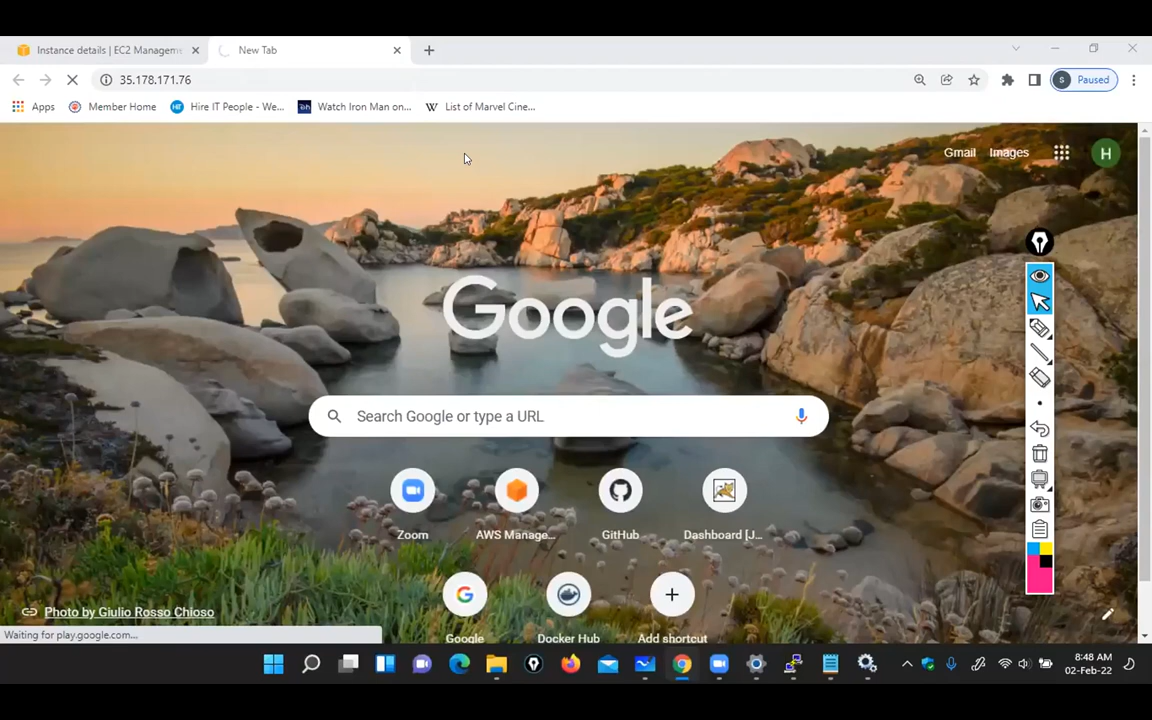 Instance details | EC2 Managem
New Tab
35.178.171.76
S Paused
Apps
Member Home
Hire IT People - We...
Watch Iron Man on...
W List of Marvel Cine...
Gmail
Images
H
Google
Search Google or type a URL
Zoom
AWS Manage...
GitHub
Dashboard [J...
Google
Docker Hub
Add shortcut
Photo by Giulio Rosso Chioso
Waiting for play.google.com...
8:48 AM
02-Feb-22